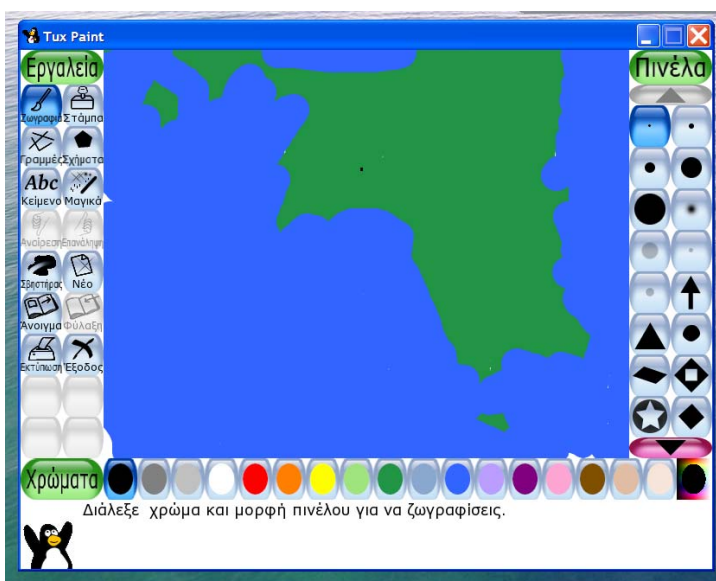 Tux Paint
Εργαλεία
Πινέλα
Ζωγραφιά Στάμπα
Γραμμές Σχήματα
Abc
Κείμενο Μαγικά
Αναίρεση Επανάληψη
Σβηστήρας Νέο
Άνοιγμα Φύλαξη
Εκτύπωση Έξοδος
Χρώματα
Διάλεξε χρώμα και μορφή πινέλου για να ζωγραφίσεις.